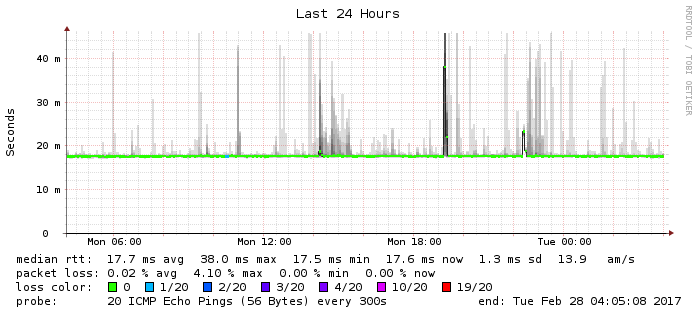 Last 24 Hours
RRDTOOL / TOBI OETIKER
Seconds
40 m
30 m
20 m
10 m
0
Mon 06:00 Mon 12:00 Mon 18:00 Tue 00:00
median rtt: 17.7 ms avg 38.0 ms max 17.5 ms min 17.6 ms now 1.3 ms sd 13.9 am/s
packet loss: 0.02 % avg 4.10 % max 0.00 % min 0.00 % now
loss color: 0 1/20 2/20 3/20 4/20 10/20 19/20
probe: 20 ICMP Echo Pings (56 Bytes) every 300s end: Tue Feb 28 04:05:08 2017